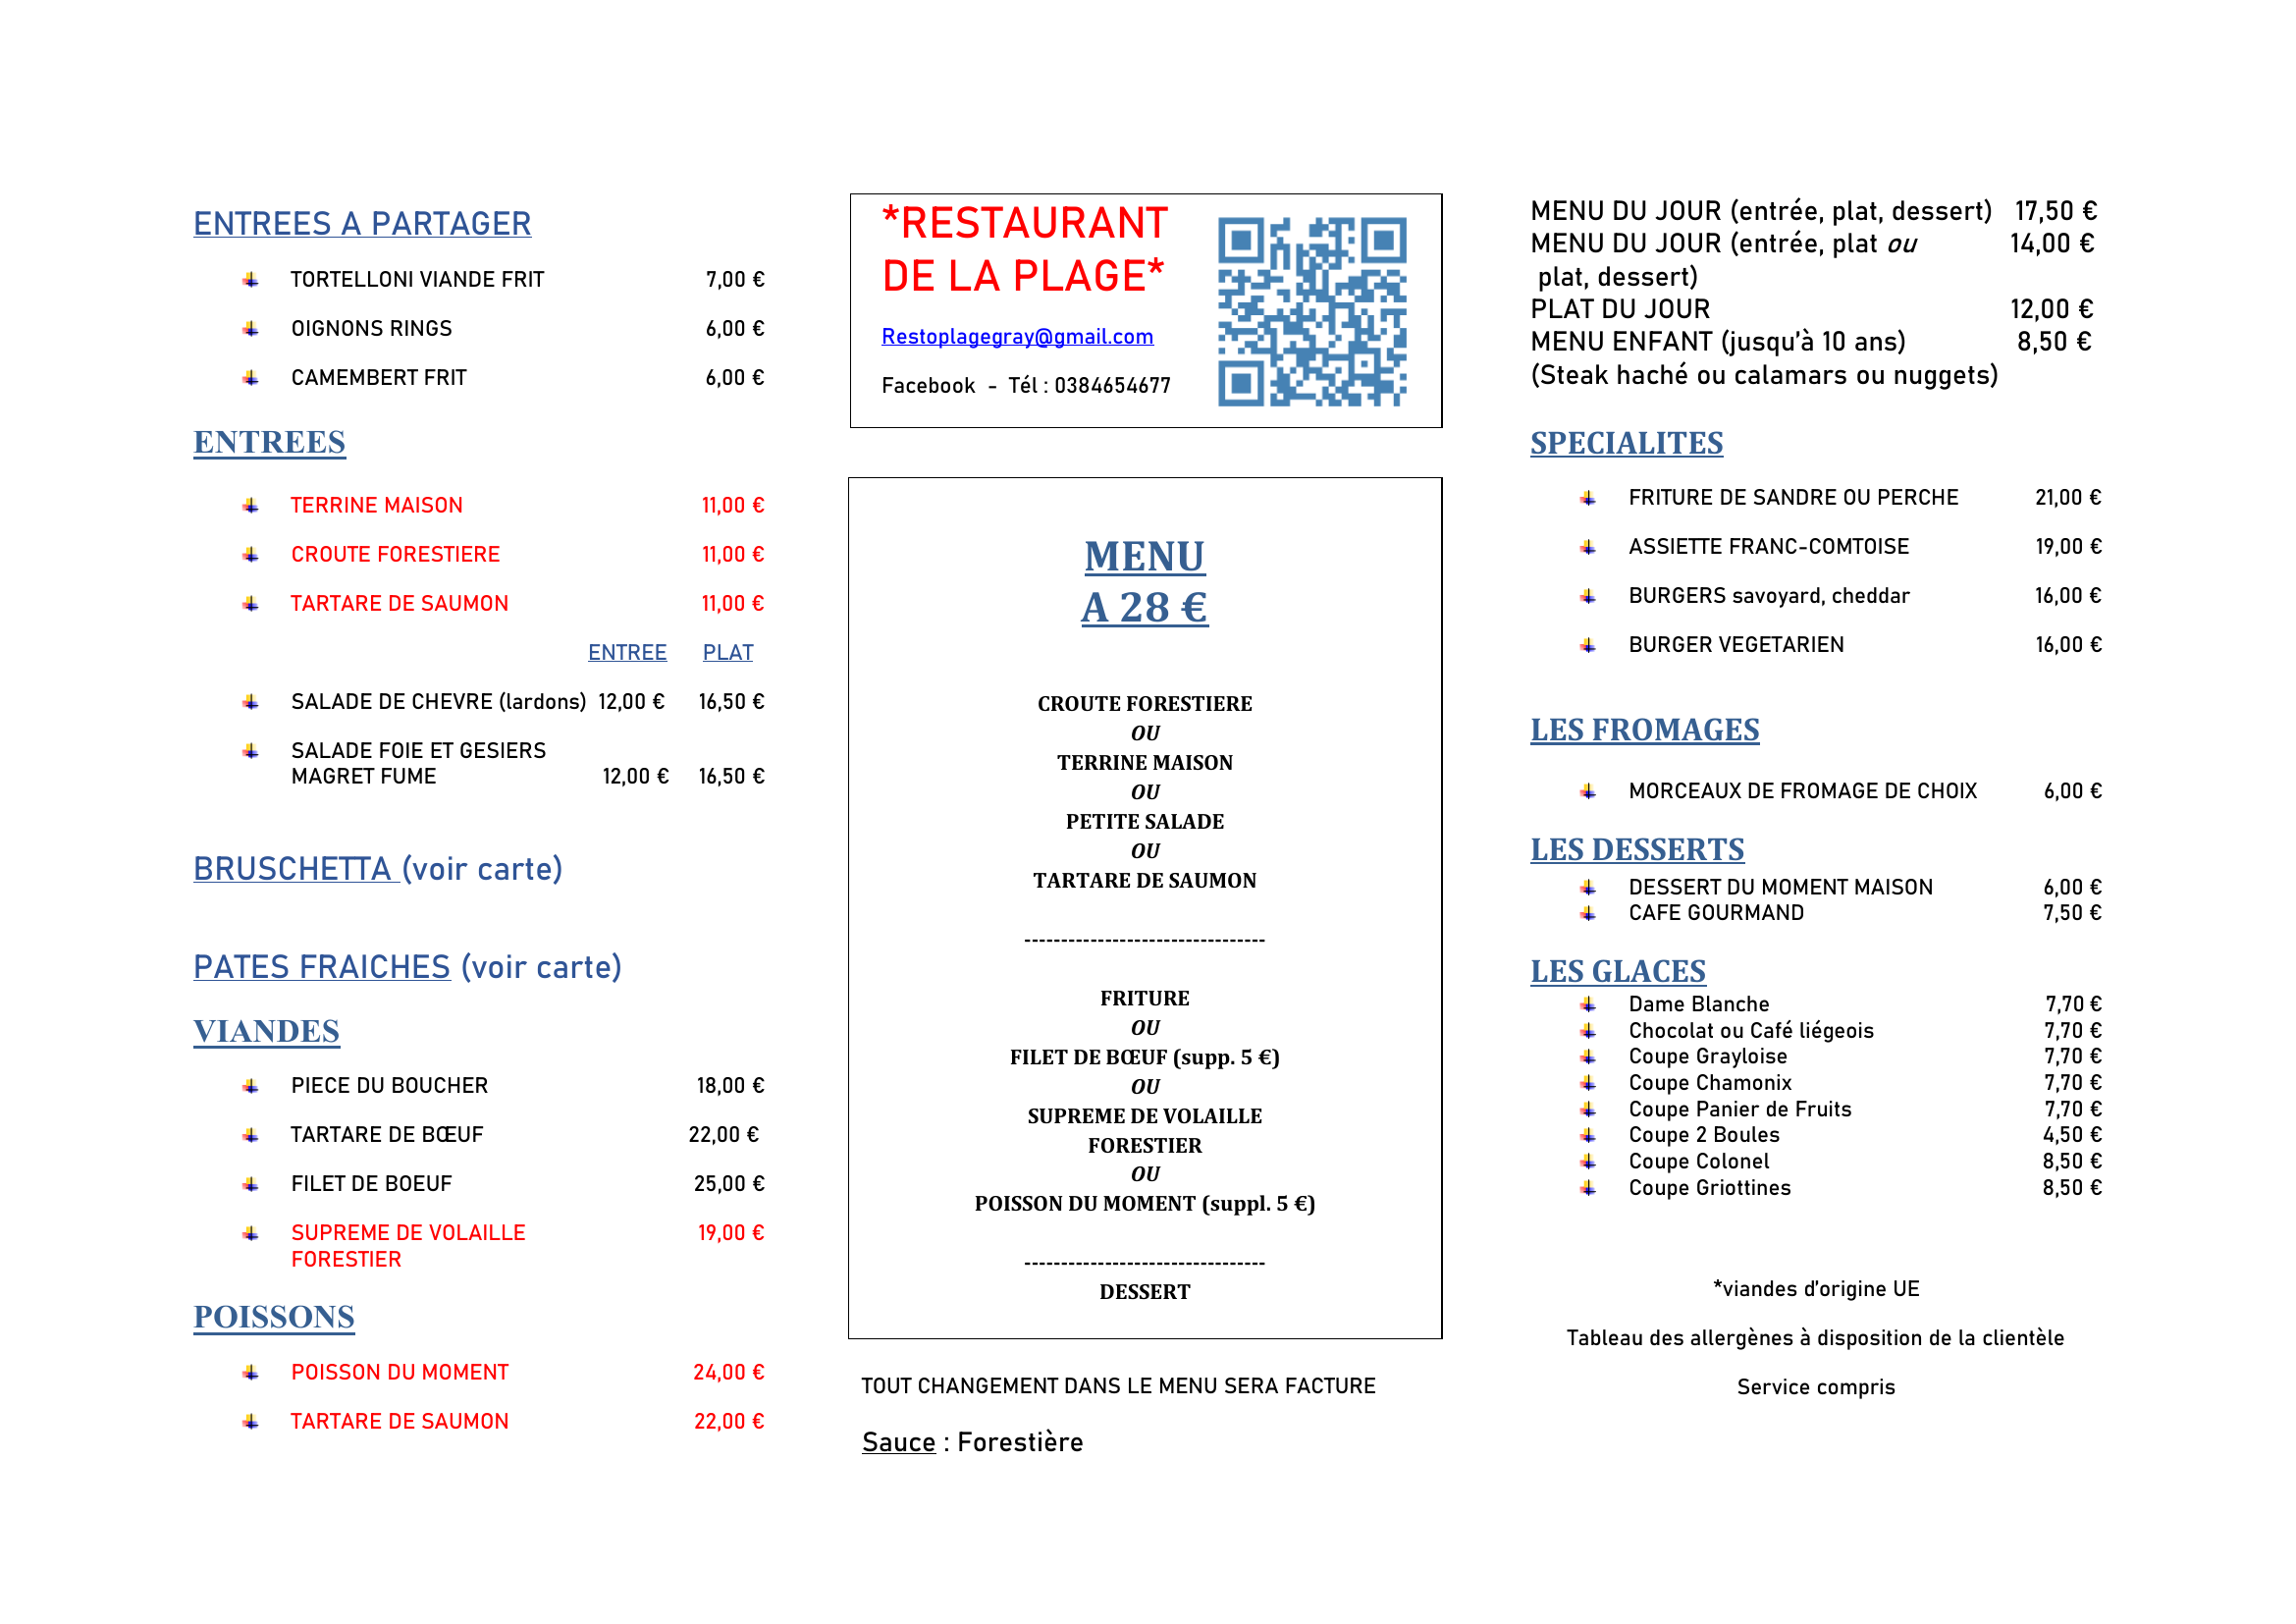 ENTREES A PARTAGER
TORTELLONI VIANDE FRIT 7,00 €
OIGNONS RINGS 6,00 €
CAMEMBERT FRIT 6,00 €
ENTREES
TERRINE MAISON 11,00 €
CROUTE FORESTIERE 11,00 €
TARTARE DE SAUMON 11,00 €
ENTREE PLAT
SALADE DE CHEVRE (lardons) 12,00 € 16,50 €
SALADE FOIE ET GESIERS
MAGRET FUME 12,00 € 16,50 €
BRUSCHETTA (voir carte)
PATES FRAICHES (voir carte)
VIANDES
PIECE DU BOUCHER 18,00 €
TARTARE DE BŒUF 22,00 €
FILET DE BOEUF 25,00 €
SUPREME DE VOLAILLE 19,00 €
FORESTIER
POISSONS
POISSON DU MOMENT 24,00 €
TARTARE DE SAUMON 22,00 €
*RESTAURANT
DE LA PLAGE*
Restoplagegray@gmail.com
Facebook - Tél : 0384654677
MENU
A 28 €
CROUTE FORESTIERE
OU
TERRINE MAISON
OU
PETITE SALADE
OU
TARTARE DE SAUMON
---------------------------------
FRITURE
OU
FILET DE BŒUF (supp. 5 €)
OU
SUPREME DE VOLAILLE
FORESTIER
OU
POISSON DU MOMENT (suppl. 5 €)
---------------------------------
DESSERT
TOUT CHANGEMENT DANS LE MENU SERA FACTURE
Sauce : Forestière
MENU DU JOUR (entrée, plat, dessert) 17,50 €
MENU DU JOUR (entrée, plat ou 14,00 €
plat, dessert)
PLAT DU JOUR 12,00 €
MENU ENFANT (jusqu’à 10 ans) 8,50 €
(Steak haché ou calamars ou nuggets)
SPECIALITES
FRITURE DE SANDRE OU PERCHE 21,00 €
ASSIETTE FRANC-COMTOISE 19,00 €
BURGERS savoyard, cheddar 16,00 €
BURGER VEGETARIEN 16,00 €
LES FROMAGES
MORCEAUX DE FROMAGE DE CHOIX 6,00 €
LES DESSERTS
DESSERT DU MOMENT MAISON 6,00 €
CAFE GOURMAND 7,50 €
LES GLACES
Dame Blanche 7,70 €
Chocolat ou Café liégeois 7,70 €
Coupe Grayloise 7,70 €
Coupe Chamonix 7,70 €
Coupe Panier de Fruits 7,70 €
Coupe 2 Boules 4,50 €
Coupe Colonel 8,50 €
Coupe Griottines 8,50 €
*viandes d’origine UE
Tableau des allergènes à disposition de la clientèle
Service compris